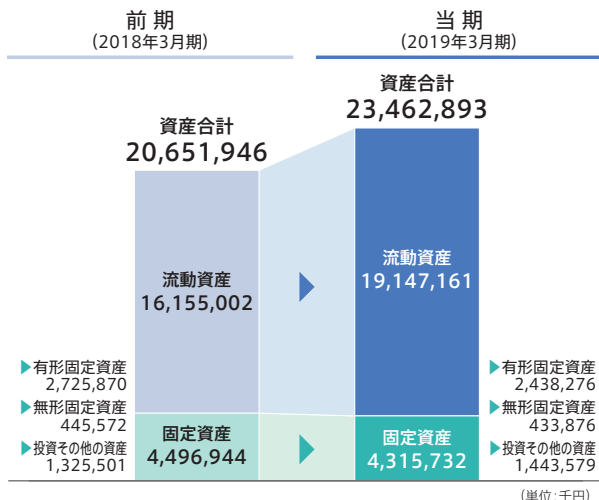 前期
(2018年3月期)
当期
(2019年3月期)
資産合計
20,651,946
資産合計
23,462,893
流動資産
16,155,002
流動資産
19,147,161
▶有形固定資産
2,725,870
▶無形固定資産
445,572
▶投資その他の資産
1,325,501
固定資産
4,496,944
固定資産
4,315,732
▶有形固定資産
2,438,276
▶無形固定資産
433,876
▶投資その他の資産
1,443,579
(単位:千円)